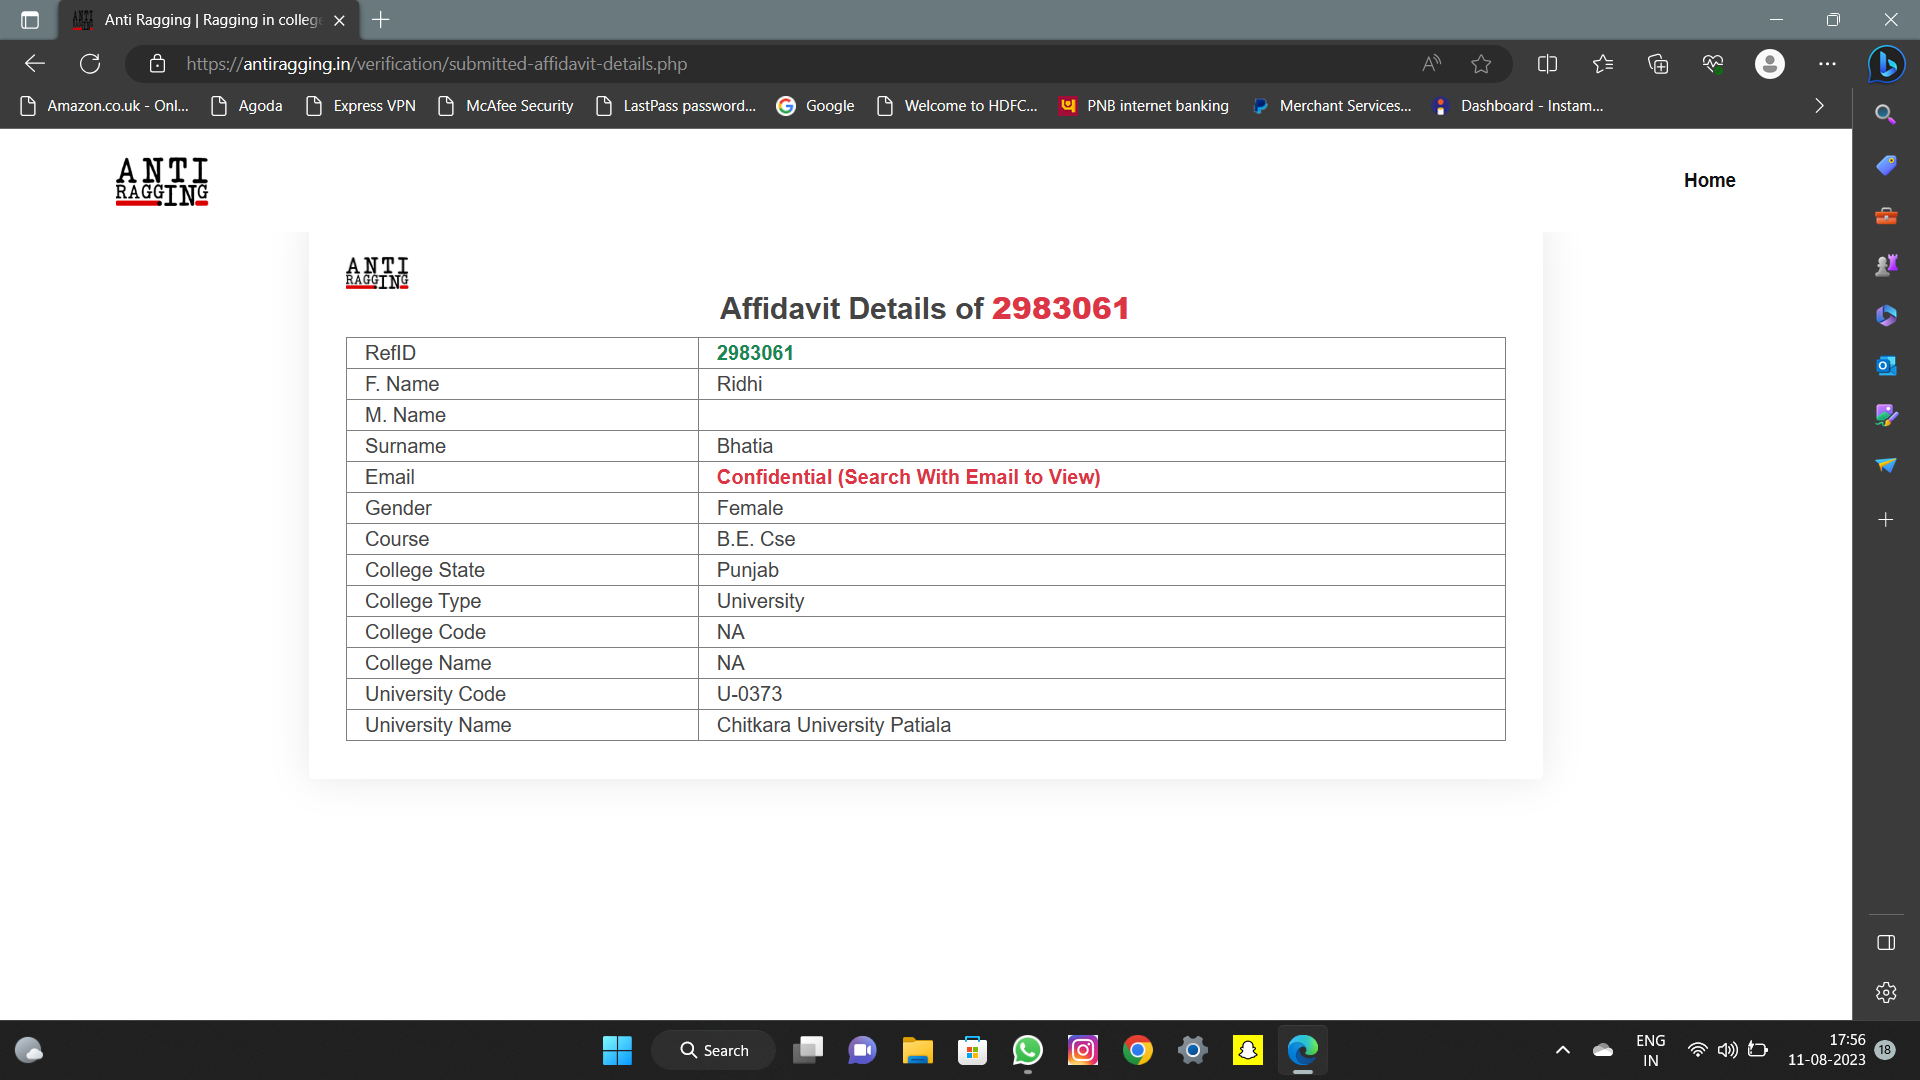 Anti Ragging | Ragging in colleg
https://antiragging.in/verification/submitted-affidavit-details.php
Amazon.co.uk - Onl... Agoda Express VPN McAfee Security LastPass password... Google Welcome to HDFC... PNB internet banking Merchant Services... Dashboard - Instam...
ANTI
RAGGING
Home
ANTI
RAGGING
Affidavit Details of 2983061
RefID 2983061
F. Name Ridhi
M. Name
Surname Bhatia
Email Confidential (Search With Email to View)
Gender Female
Course B.E. Cse
College State Punjab
College Type University
College Code NA
College Name NA
University Code U-0373
University Name Chitkara University Patiala
Search
ENG
IN
17:56
11-08-2023
18